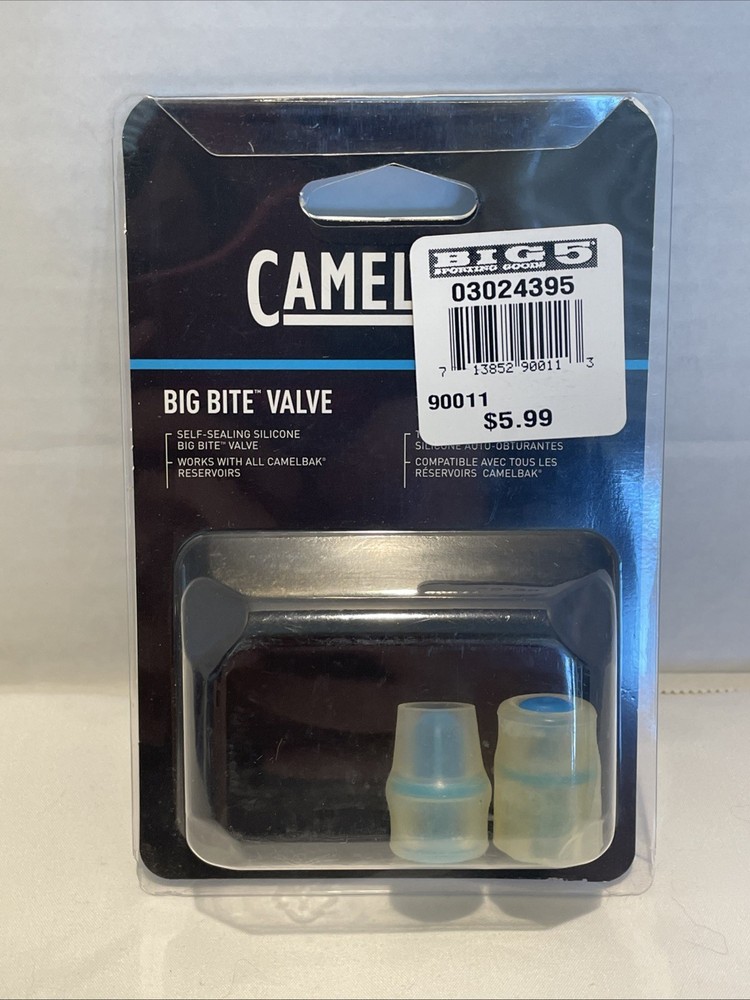 CAMEL
BIG 5®
SPORTING GOODS
03024395
7 13852 90011 3
90011
$5.99
BIG BITE™ VALVE
SELF-SEALING SILICONE
BIG BITE™ VALVE
WORKS WITH ALL CAMELBAK®
RESERVOIRS
SILICONE AUTO-OBTURANTES
COMPATIBLE AVEC TOUS LES
RÉSERVOIRS CAMELBAK®